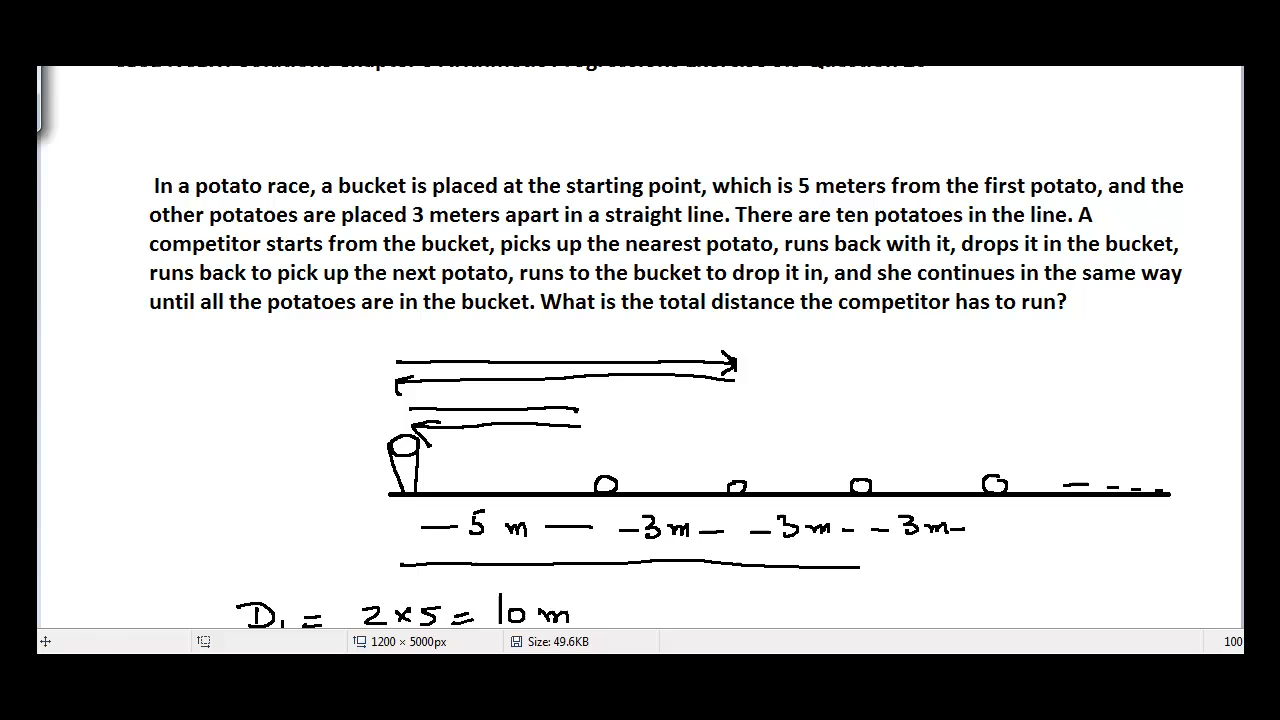 In a potato race, a bucket is placed at the starting point, which is 5 meters from the first potato, and the
other potatoes are placed 3 meters apart in a straight line. There are ten potatoes in the line. A
competitor starts from the bucket, picks up the nearest potato, runs back with it, drops it in the bucket,
runs back to pick up the next potato, runs to the bucket to drop it in, and she continues in the same way
until all the potatoes are in the bucket. What is the total distance the competitor has to run?
5 m 3 m 3 m 3 m
D₁ = 2 × 5 = 10 m
1200 × 5000px Size: 49.6KB 100